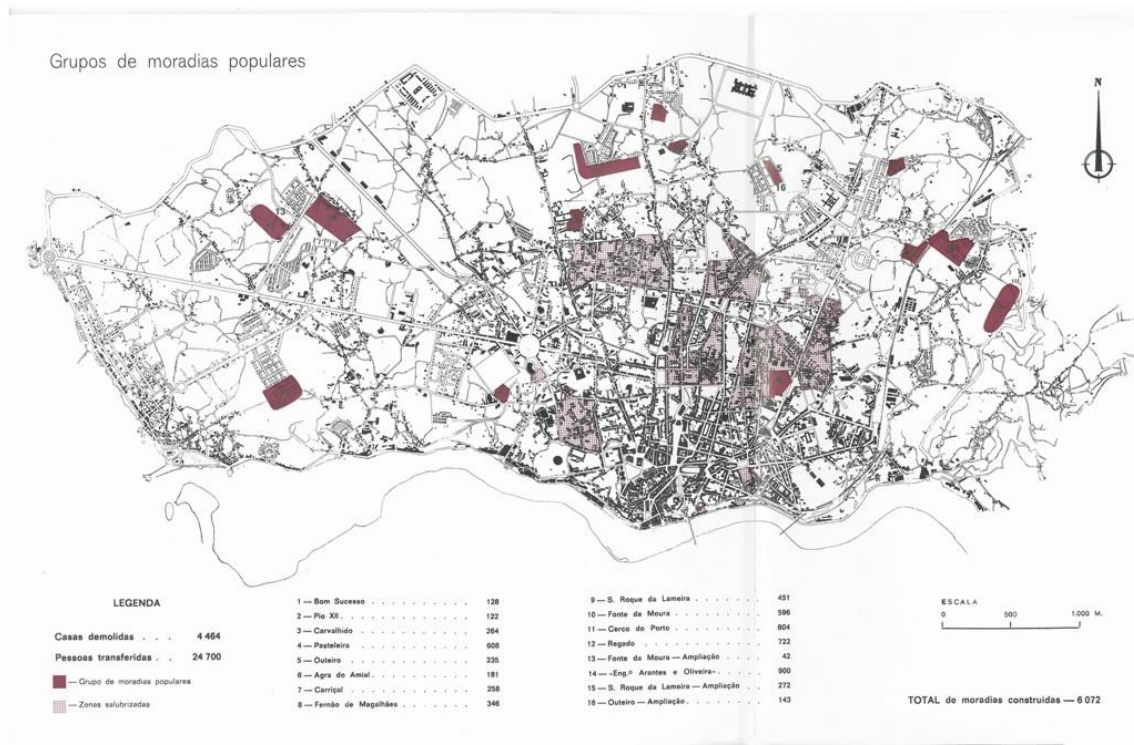 Grupos de moradias populares
N
13
5
16
LEGENDA
Casas demolidas . . . 4 464
Pessoas transferidas . . 24 700
— Grupo de moradias populares
— Zonas salubrizadas
1 — Bom Sucesso . . . . . . . . . . 128
2 — Pio XII . . . . . . . . . . . 122
3 — Carvalhido . . . . . . . . . . 264
4 — Pasteleira . . . . . . . . . . 608
5 — Outeiro . . . . . . . . . . . 235
6 — Agra do Amial . . . . . . . . . 181
7 — Carriçal . . . . . . . . . . . 258
8 — Fernão de Magalhães . . . . . . . 346
9 — S. Roque da Lameira . . . . . . . 451
10 — Fonte da Moura . . . . . . . . . 596
11 — Cerco do Porto . . . . . . . . . 804
12 — Regado . . . . . . . . . . . 722
13 — Fonte da Moura — Ampliação . . . . 42
14 — «Eng.º Arantes e Oliveira» . . . . . 900
15 — S. Roque da Lameira — Ampliação . . 272
16 — Outeiro — Ampliação . . . . . . . 143
ESCALA
0 500 1.000 M.
TOTAL de moradias construidas — 6 072